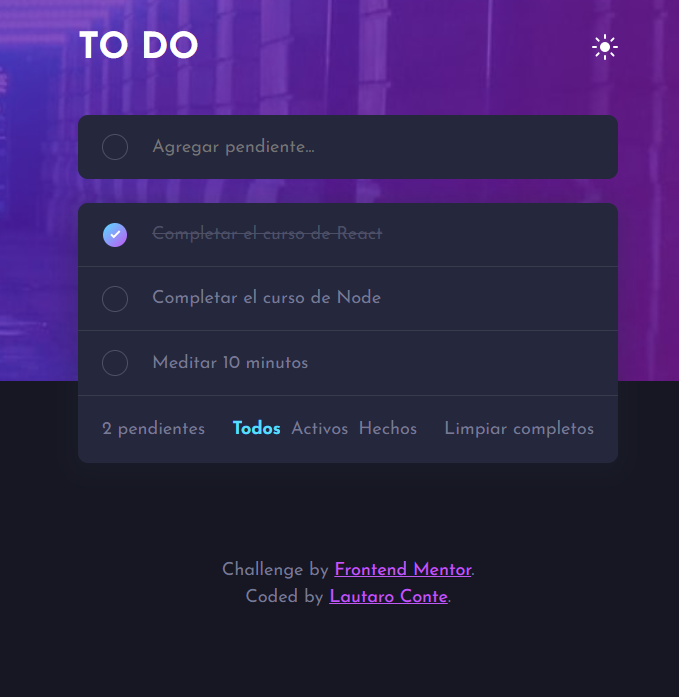 TO DO
Agregar pendiente...
Completar el curso de React
Completar el curso de Node
Meditar 10 minutos
2 pendientes Todos Activos Hechos Limpiar completos
Challenge by Frontend Mentor.
Coded by Lautaro Conte.